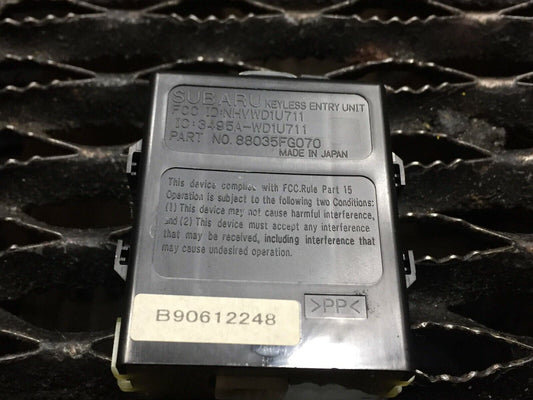 SUBARU KEYLESS ENTRY UNIT
FCC ID:NHVWD1U711
IC:3495A-WD1U711
PART NO.88035FG070
MADE IN JAPAN
This device complies with FCC.Rule Part 15
Operation is subject to the following two Conditions:
(1) This device may not cause harmful interference,
and (2) This device must accept any interference
that may be received, including interference that
may cause undesired operation.
B90612248
>PP<